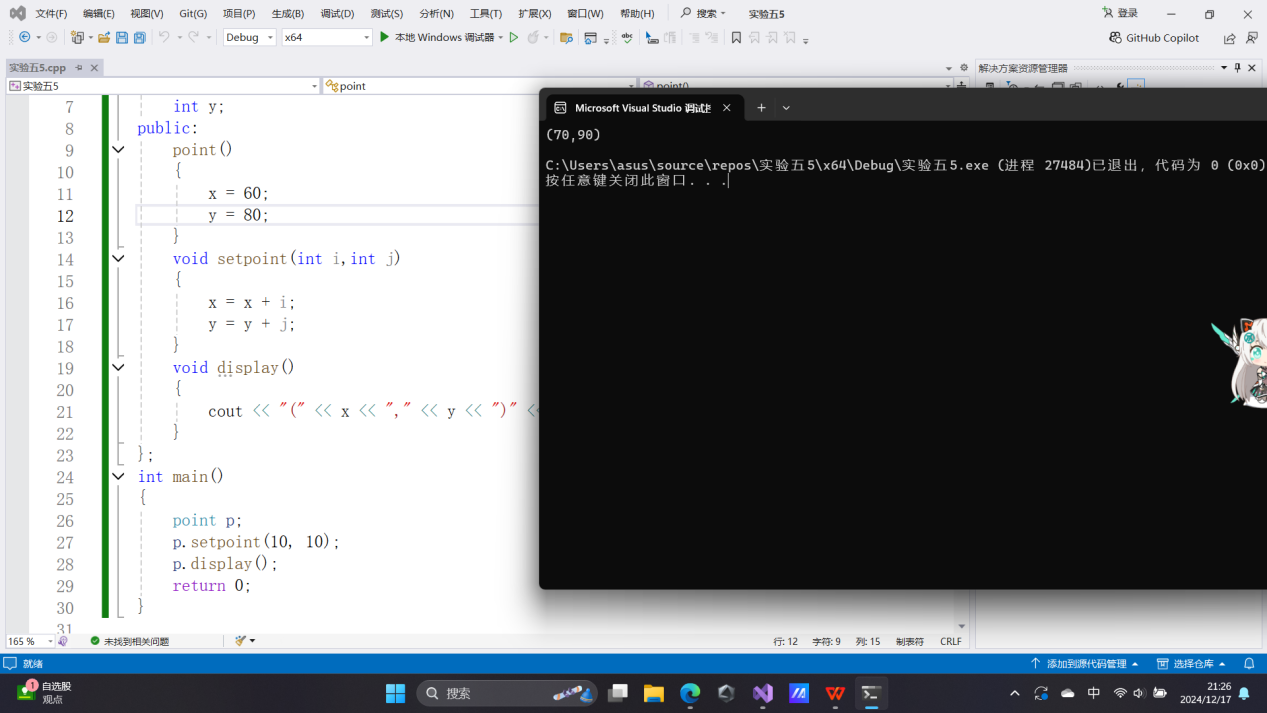 文件(F) 编辑(E) 视图(V) Git(G) 项目(P) 生成(B) 调试(D) 测试(S) 分析(N) 工具(T) 扩展(X) 窗口(W) 帮助(H) 搜索 实验五5 登录
Debug x64 本地 Windows 调试器 GitHub Copilot
实验五5.cpp 解决方案资源管理器
实验五5 point point()
7 int y;
8 public:
9 point()
10 {
11 x = 60;
12 y = 80;
13 }
14 void setpoint(int i,int j)
15 {
16 x = x + i;
17 y = y + j;
18 }
19 void display()
20 {
21 cout << "(" << x << "," << y << ")" <<
22 }
23 };
24 int main()
25 {
26 point p;
27 p.setpoint(10, 10);
28 p.display();
29 return 0;
30 }
31
Microsoft Visual Studio 调试
(70,90)
C:\Users\asus\source\repos\实验五5\x64\Debug\实验五5.exe (进程 27484)已退出，代码为 0 (0x0)
按任意键关闭此窗口. . .
165 % 未找到相关问题 行: 12 字符: 9 列: 15 制表符 CRLF
就绪 添加到源代码管理 选择仓库
1 自选股
观点
搜索
中
21:26
2024/12/17